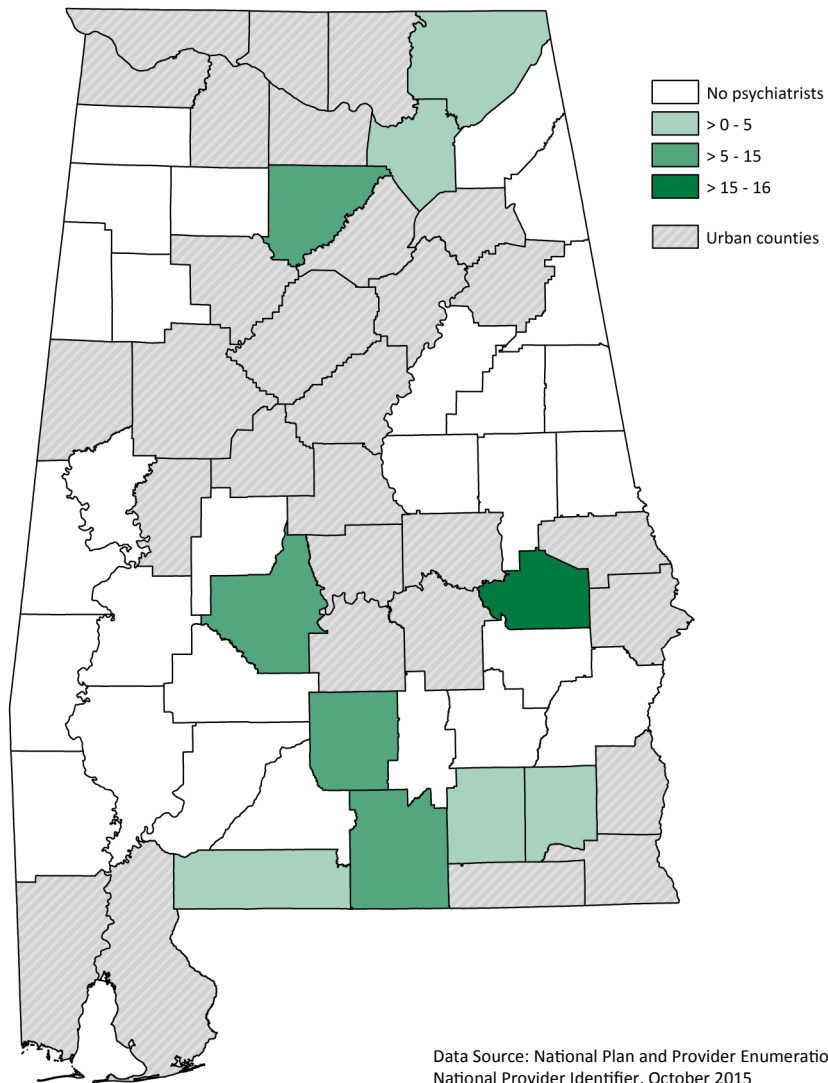 No psychiatrists
> 0 - 5
> 5 - 15
> 15 - 16
Urban counties
Data Source: National Plan and Provider Enumeratio
National Provider Identifier, October 2015